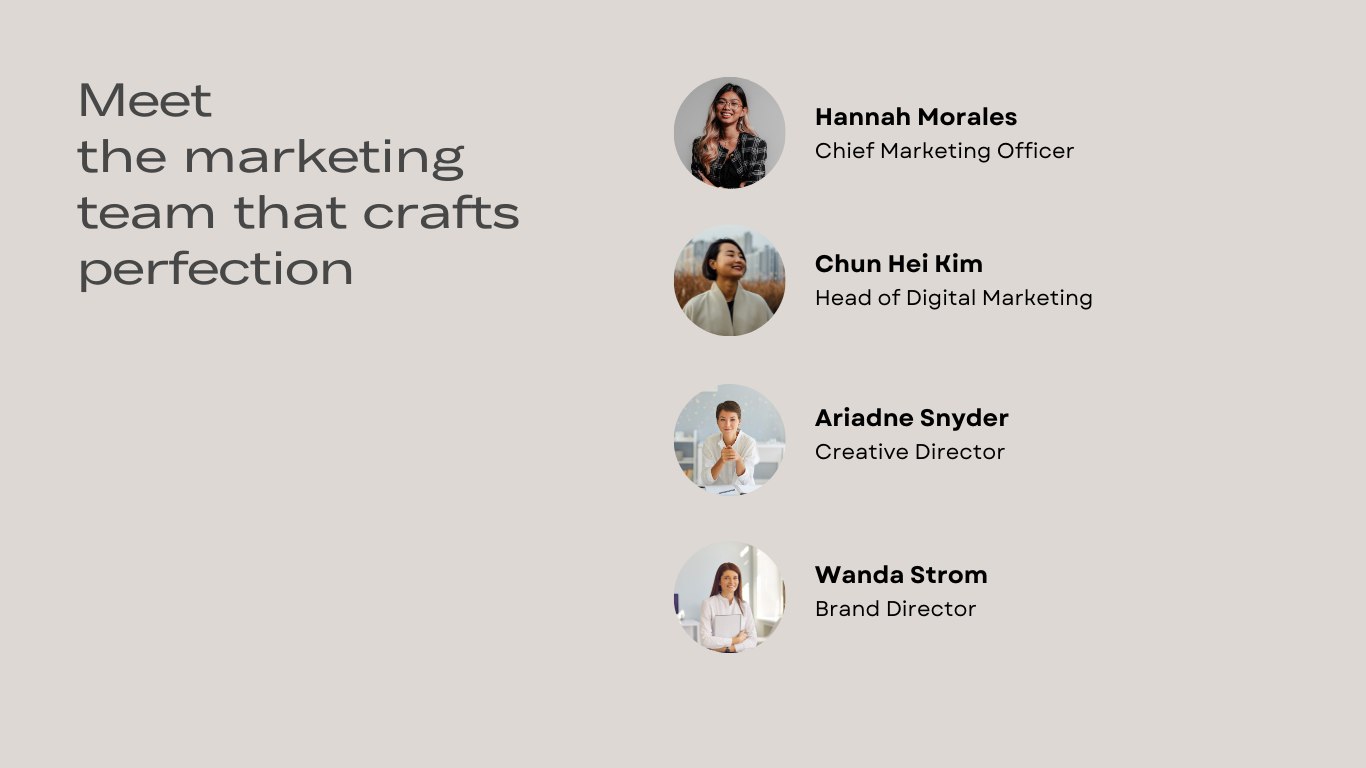 Meet
the marketing
team that crafts
perfection
Hannah Morales
Chief Marketing Officer
Chun Hei Kim
Head of Digital Marketing
Ariadne Snyder
Creative Director
Wanda Strom
Brand Director